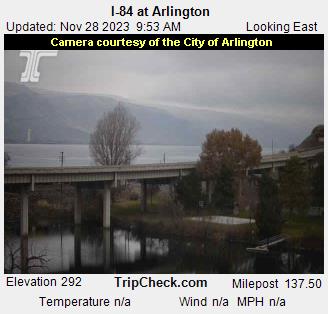 I-84 at Arlington
Updated: Nov 28 2023 9:53 AM Looking East
Camera courtesy of the City of Arlington
Elevation 292 TripCheck.com Milepost 137.50
Temperature n/a Wind n/a MPH n/a